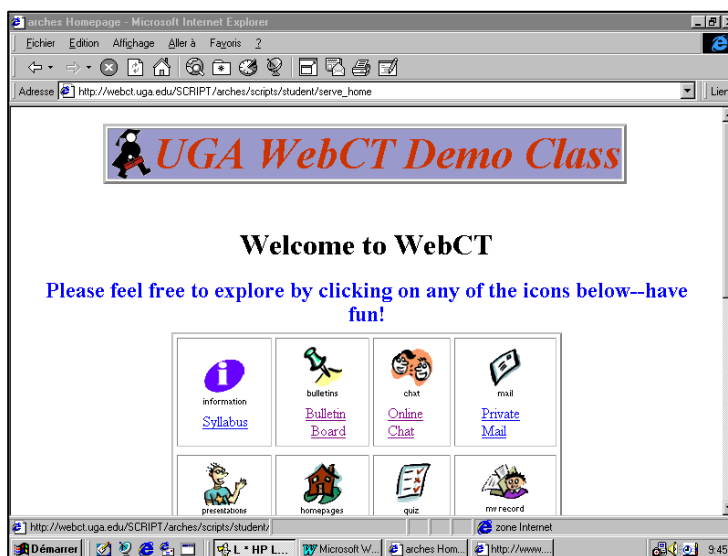 arches Homepage - Microsoft Internet Explorer
Fichier Edition Affichage Aller à Favoris ?
Adresse http://webct.uga.edu/SCRIPT/arches/scripts/student/serve_home Lien
UGA WebCT Demo Class
Welcome to WebCT
Please feel free to explore by clicking on any of the icons below--have
fun!
information bulletins chat mail
Syllabus Bulletin Online Private
Board Chat Mail
presentations homepages quiz my record
http://webct.uga.edu/SCRIPT/arches/scripts/student/ zone Internet
Démarrer L * HP L... Microsoft W... arches Hom... http://www....